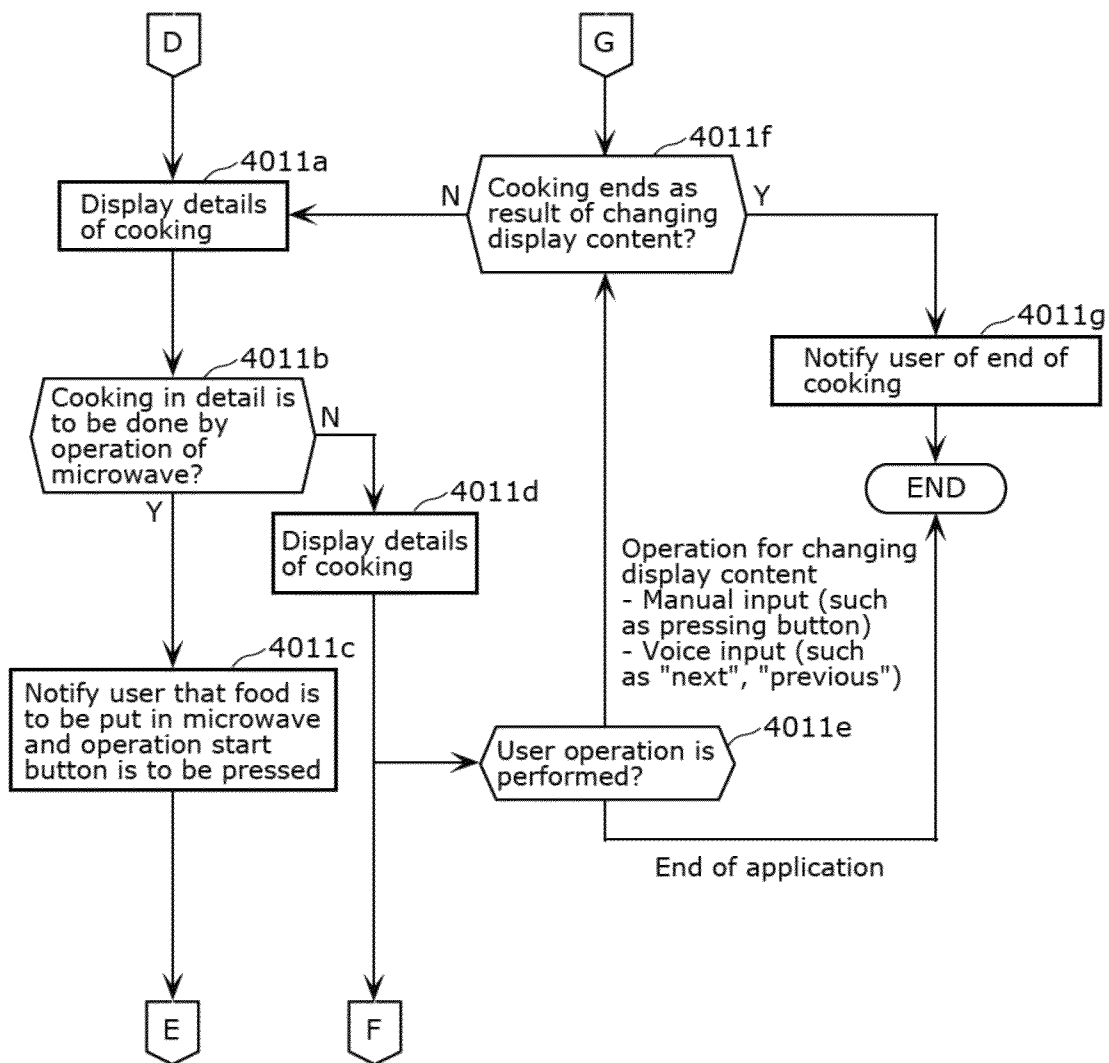 D
G
4011a
4011f
Display details
of cooking
N
Cooking ends as
result of changing
display content?
Y
4011b
4011g
Cooking in detail is
to be done by
operation of
microwave?
N
Y
Notify user of end of
cooking
4011d
END
Display details
of cooking
Operation for changing
display content
- Manual input (such
as pressing button)
- Voice input (such
as "next", "previous")
4011c
4011e
Notify user that food is
to be put in microwave
and operation start
button is to be pressed
User operation is
performed?
End of application
E
F